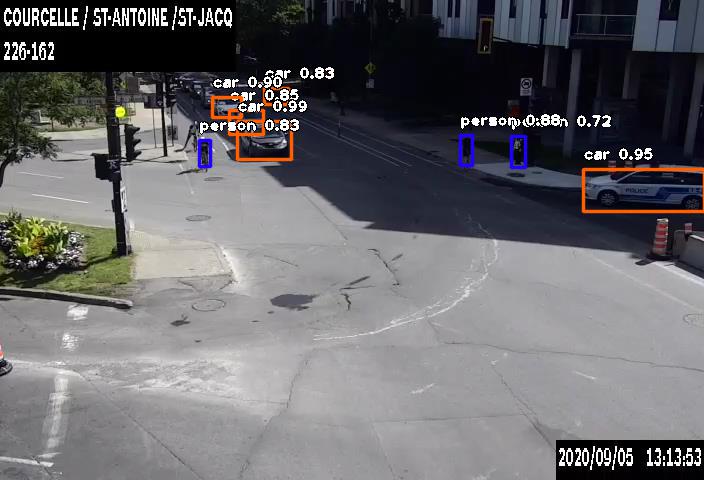 COURCELLE / ST-ANTOINE /ST-JACQ
226-162
car 0.83
car 0.90
car 0.85
car 0.99
person 0.83
person 0.88
0.72
car 0.95
POLICE
2020/09/05 13:13:53